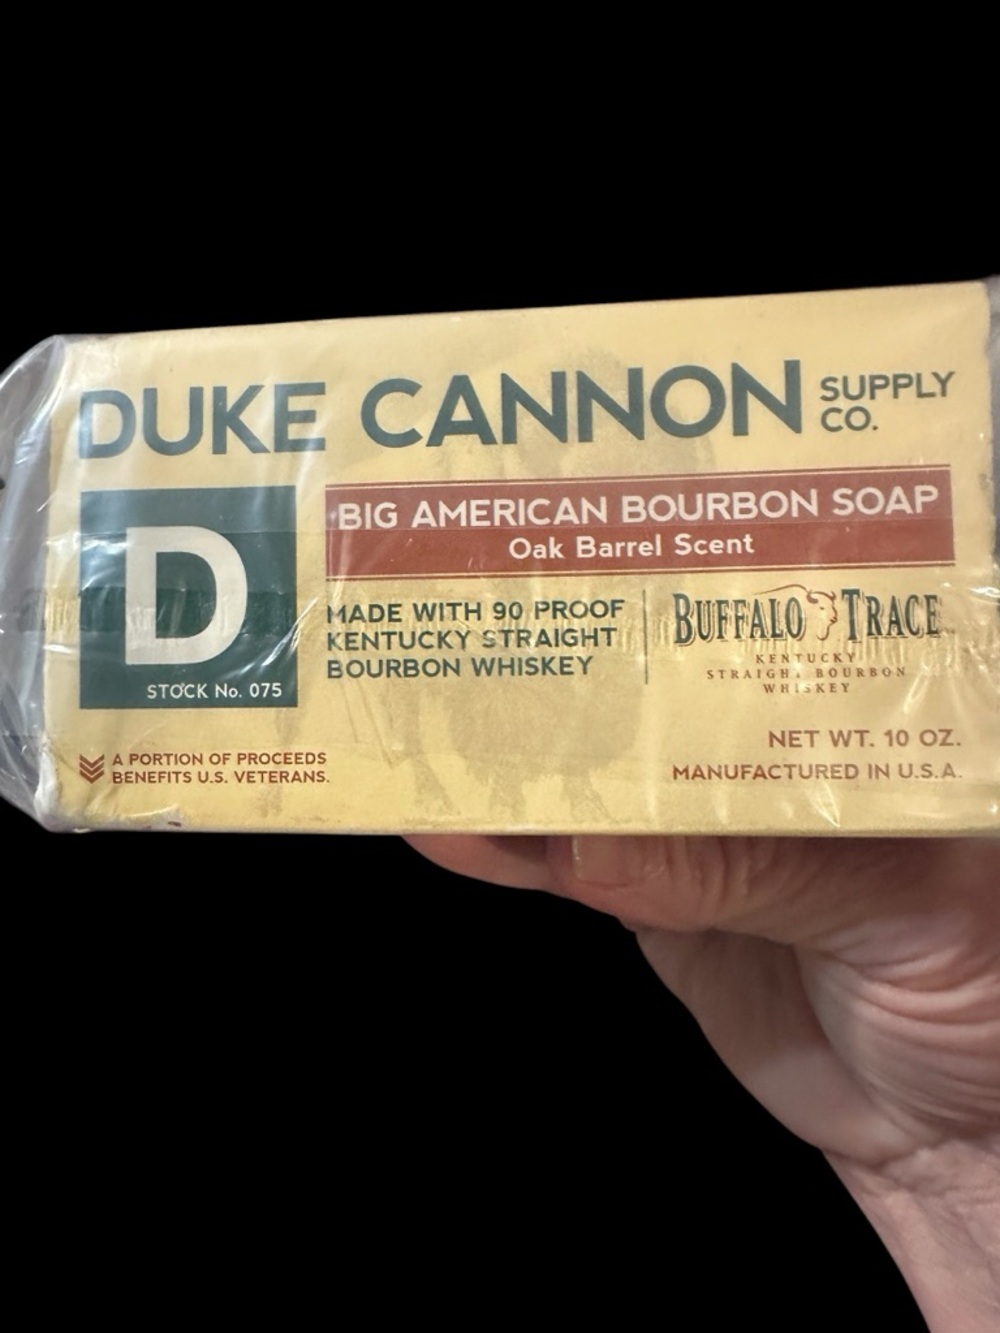 DUKE CANNON SUPPLY CO.
BIG AMERICAN BOURBON SOAP
Oak Barrel Scent
D
STOCK No. 075
MADE WITH 90 PROOF
KENTUCKY STRAIGHT
BOURBON WHISKEY
BUFFALO TRACE
KENTUCKY
STRAIGHT BOURBON
WHISKEY
A PORTION OF PROCEEDS
BENEFITS U.S. VETERANS.
NET WT. 10 OZ.
MANUFACTURED IN U.S.A.